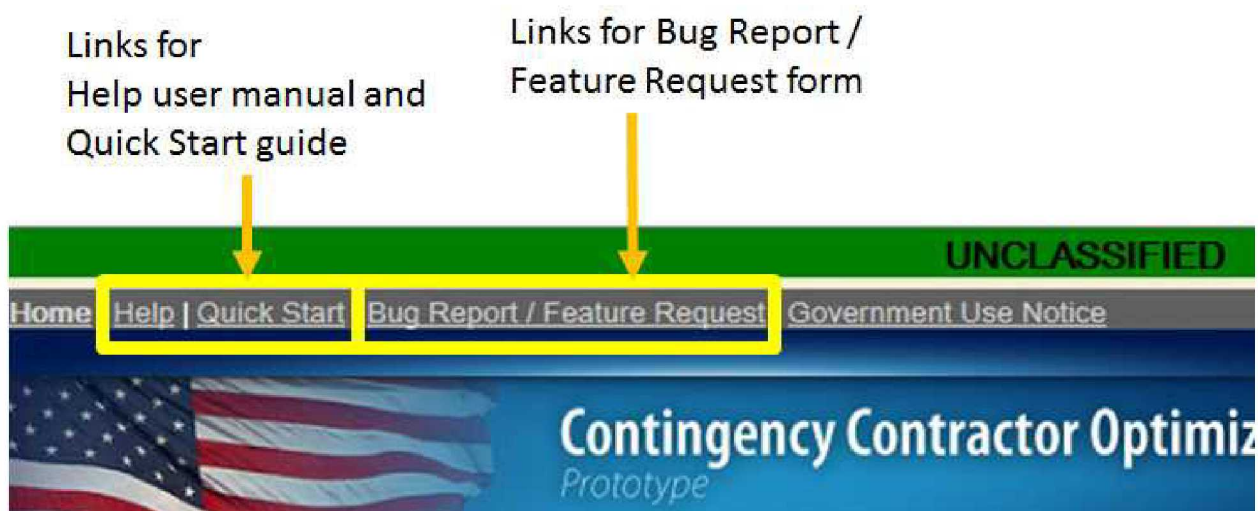 Links for
Help user manual and
Quick Start guide
Links for Bug Report /
Feature Request form
UNCLASSIFIED
Home Help | Quick Start Bug Report / Feature Request Government Use Notice
Contingency Contractor Optimiz
Prototype